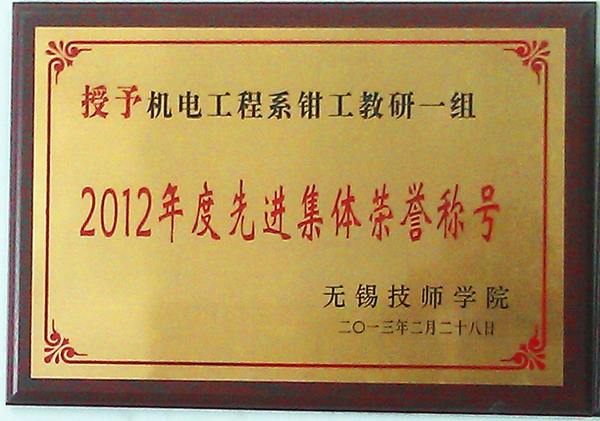 授予机电工程系钳工教研一组
2012年度先进集体荣誉称号
无锡技师学院
二〇一三年二月二十八日